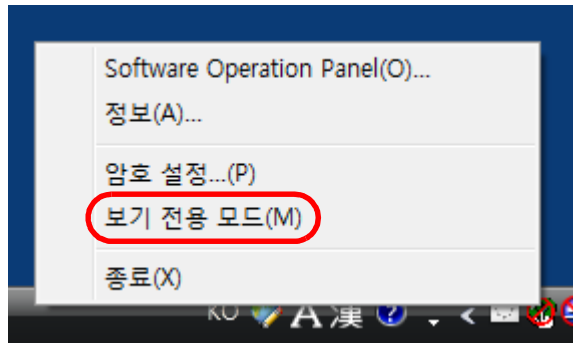 Software Operation Panel(O)...
정보(A)...
암호 설정...(P)
보기 전용 모드(M)
종료(X)
KO A 漢 ?